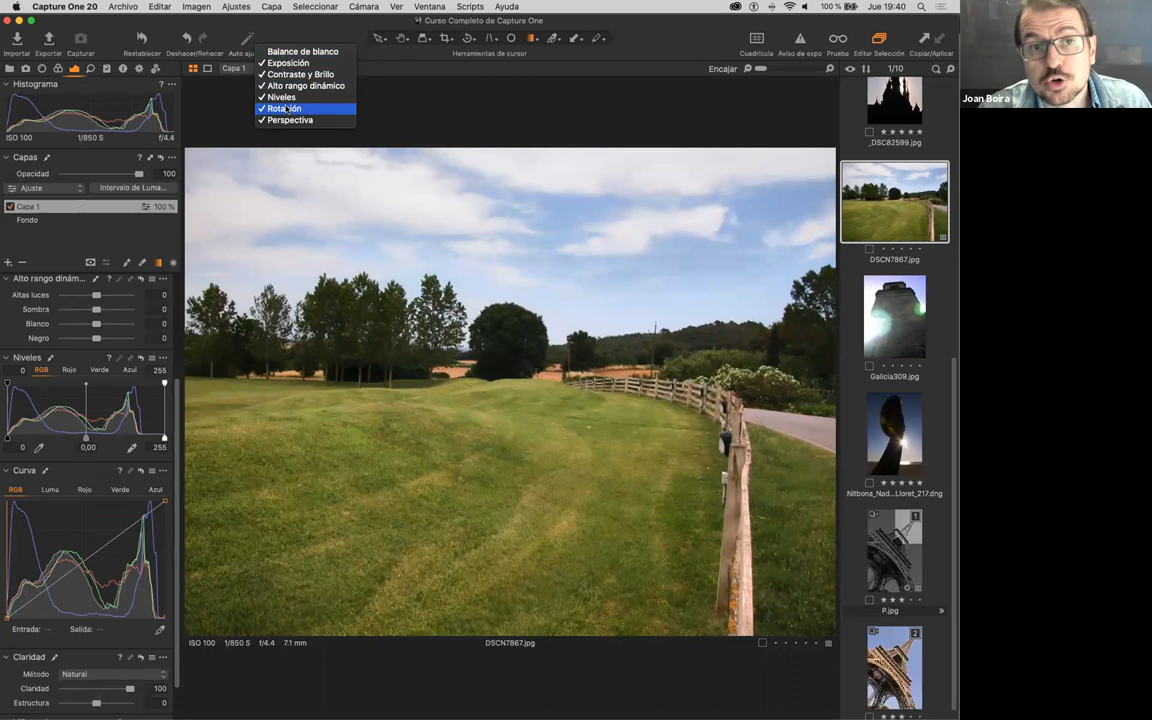 Capture One 20 Archivo Editar Imagen Ajustes Capa Seleccionar Cámara Ver Ventana Scripts Ayuda 100 % Jue 19:40
Curso Completo de Capture One
Importar Exportar Capturar Restablecer Deshacer/Rehacer Auto aju Herramientas de cursor Cuadrícula Aviso de expo Prueba Editar Selección Copiar/Aplicar
Balance de blanco
✓ Exposición
✓ Contraste y Brillo
✓ Alto rango dinámico
✓ Niveles
✓ Rotación
✓ Perspectiva
Capa 1
Encajar
1/10
Histograma ? ...
ISO 100 1/850 S f/4.4
Capas ?
Opacidad 100
Ajuste Intervalo de Luma...
Capa 1 100 %
Fondo
+ −
Alto rango dinám... ? ...
Altas luces 0
Sombra 0
Blanco 0
Negro 0
Niveles ? ...
0 RGB Rojo Verde Azul 255
0 0,00 255
Curva ? ...
RGB Luma Rojo Verde Azul
Entrada: -- Salida: --
Claridad ? ...
Método Natural
Claridad 100
Estructura 0
ISO 100 1/850 S f/4.4 7.1 mm DSCN7867.jpg
_DSC82599.jpg
DSCN7867.jpg
Galicia309.jpg
Nitbona_Nad...Lloret_217.dng
1
P.jpg
2
Joan Boira